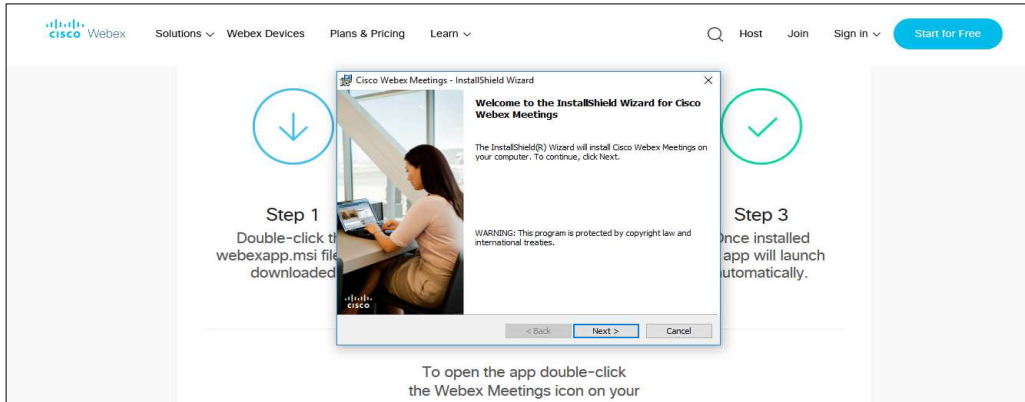 CISCO Webex Solutions Webex Devices Plans & Pricing Learn Host Join Sign in Start for Free
Cisco Webex Meetings - InstallShield Wizard
Welcome to the InstallShield Wizard for Cisco
Webex Meetings
The InstallShield(R) Wizard will install Cisco Webex Meetings on
your computer. To continue, click Next.
WARNING: This program is protected by copyright law and
international treaties.
CISCO
< Back Next > Cancel
Step 1
Double-click
webexapp.msi
downloaded
Step 3
installed
app will launch
To open the app double-click
the Webex Meetings icon on your